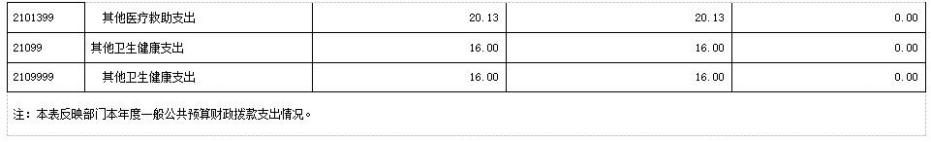 2101399 其他医疗救助支出 20.13 20.13 0.00
21099 其他卫生健康支出 16.00 16.00 0.00
2109999 其他卫生健康支出 16.00 16.00 0.00
注：本表反映部门本年度一般公共预算财政拨款支出情况。